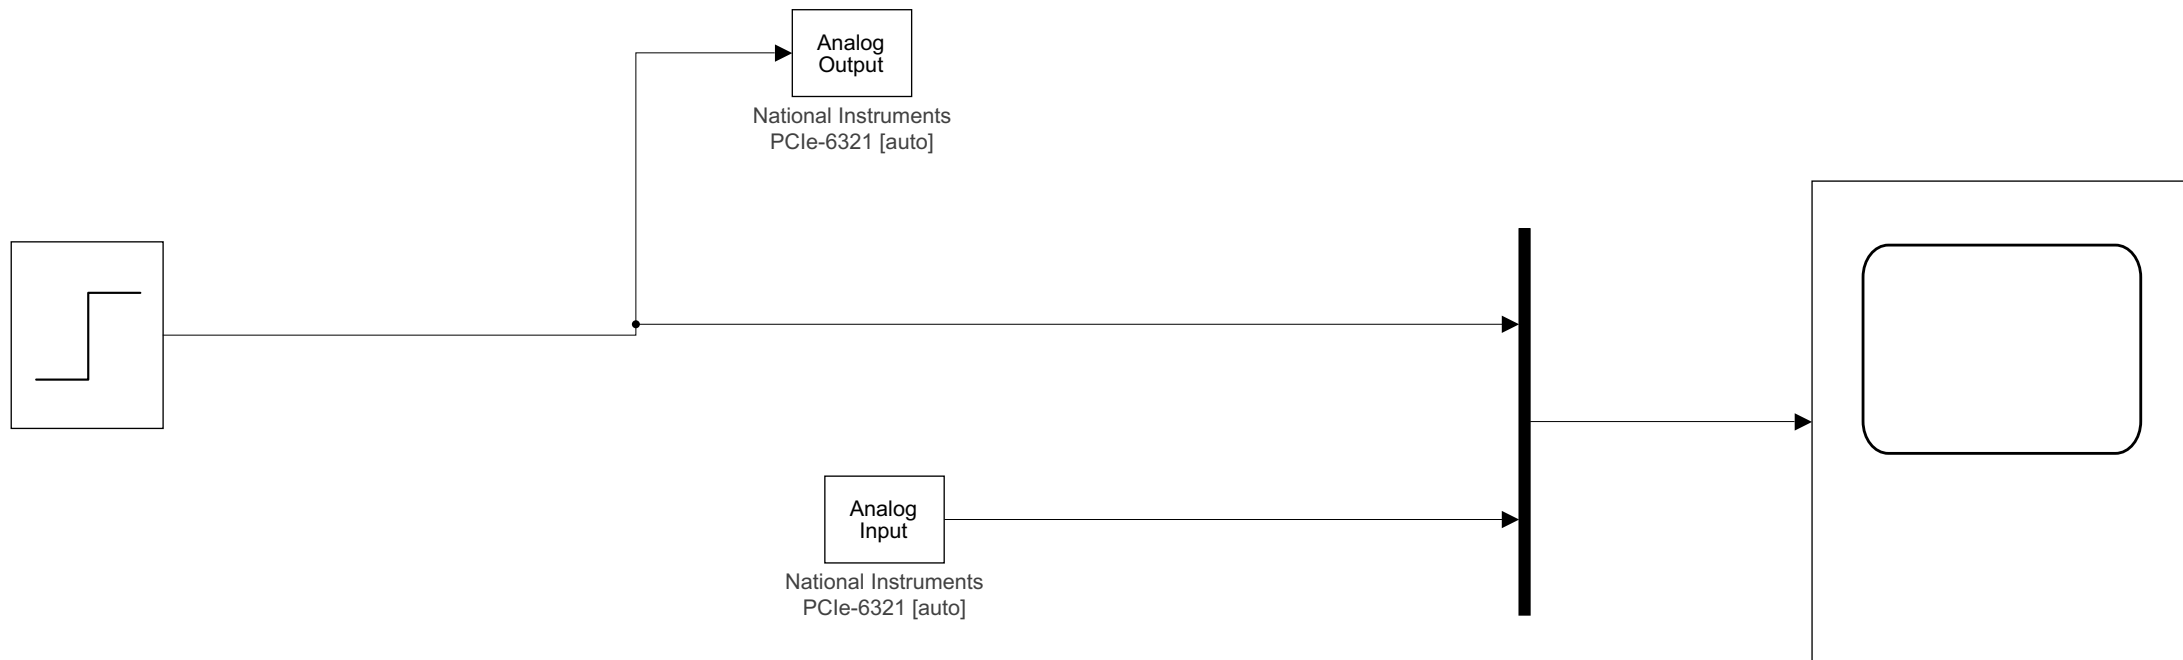 Analog
Output
National Instruments
PCIe-6321 [auto]
Analog
Input
National Instruments
PCIe-6321 [auto]